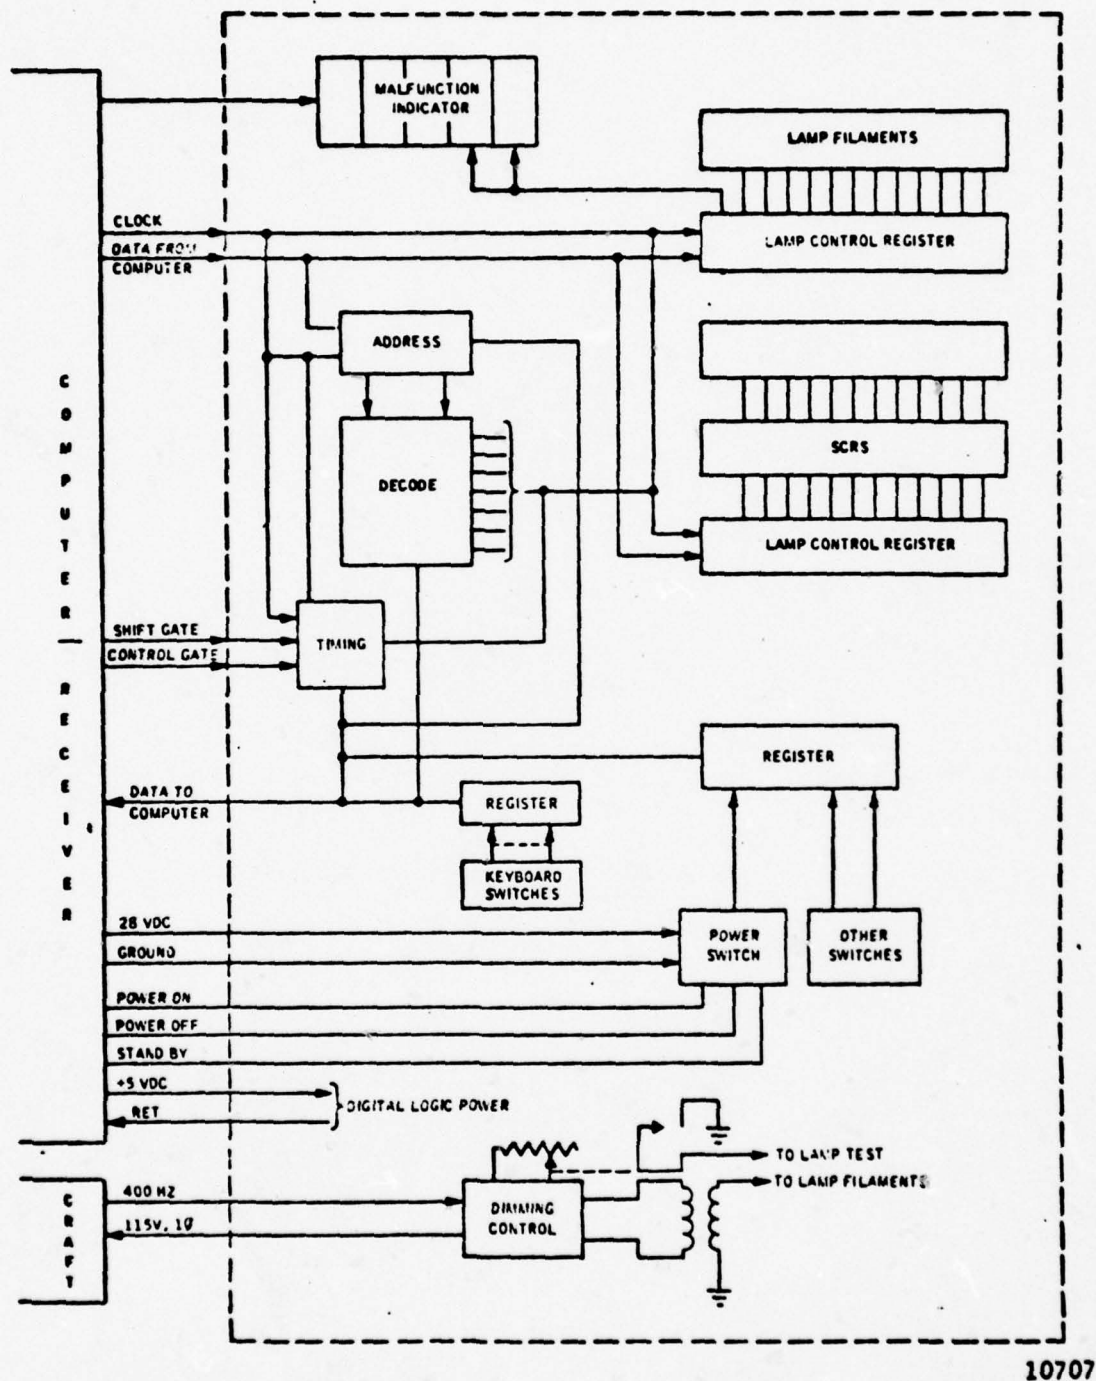 MALFUNCTION
INDICATOR
LAMP FILAMENTS
CLOCK
DATA FROM
COMPUTER
LAMP CONTROL REGISTER
ADDRESS
DECODE
SCRS
LAMP CONTROL REGISTER
COMPUTER
RECEIVER
SHIFT GATE
CONTROL GATE
TIMING
REGISTER
DATA TO
COMPUTER
REGISTER
KEYBOARD
SWITCHES
28 VDC
GROUND
POWER
SWITCH
OTHER
SWITCHES
POWER ON
POWER OFF
STAND BY
+5 VDC
RET
DIGITAL LOGIC POWER
TO LAMP TEST
TO LAMP FILAMENTS
CRAFT
400 HZ
115V, 1Ø
DIMMING
CONTROL
10707